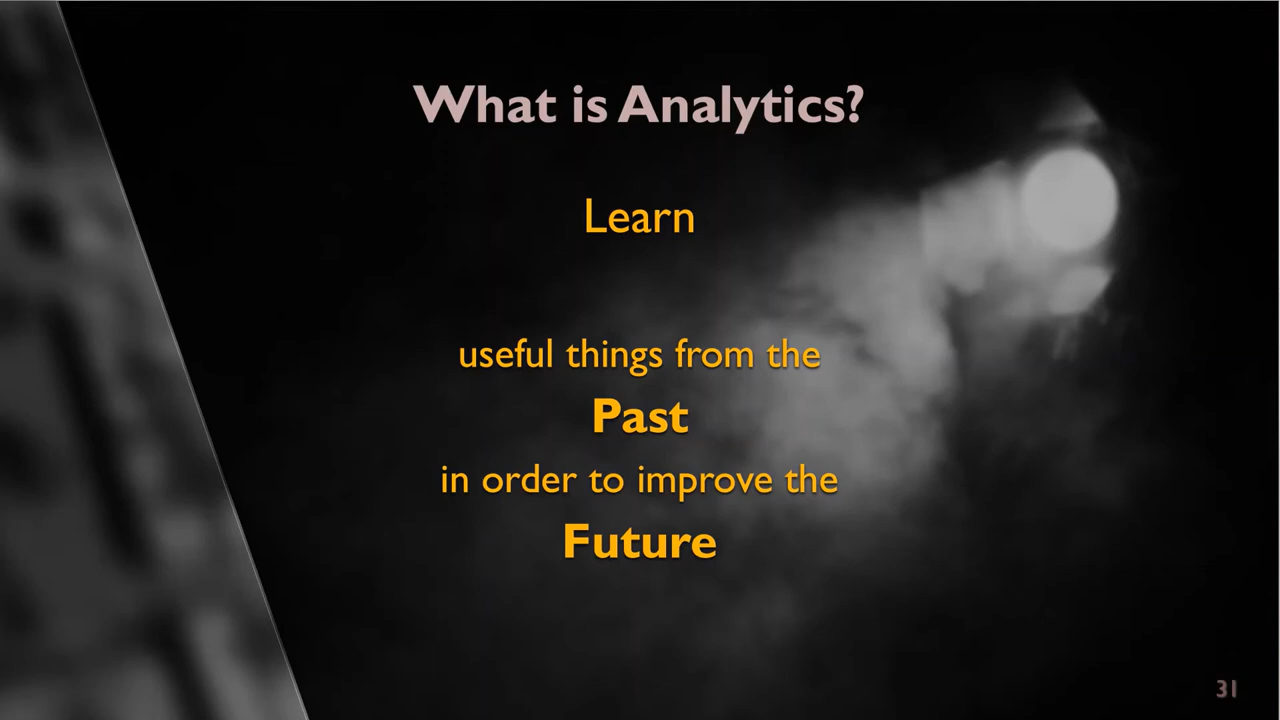 What is Analytics?
Learn
useful things from the
Past
in order to improve the
Future
31